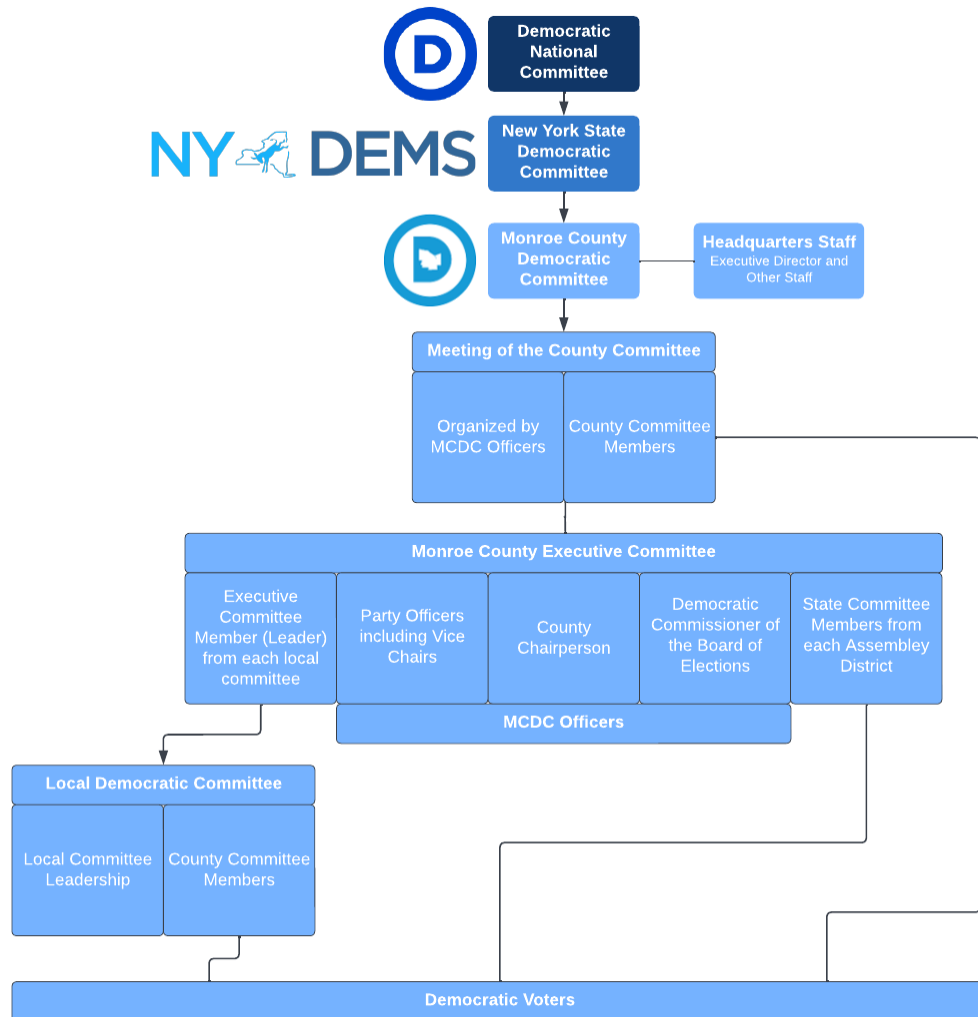 Democratic
National
Committee
D
NY DEMS
New York State
Democratic
Committee
D
Monroe County
Democratic
Committee
Headquarters Staff
Executive Director and
Other Staff
Meeting of the County Committee
Organized by
MCDC Officers
County Committee
Members
Monroe County Executive Committee
Executive
Committee
Member (Leader)
from each local
committee
Party Officers
including Vice
Chairs
County
Chairperson
Democratic
Commissioner of
the Board of
Elections
State Committee
Members from
each Assembley
District
MCDC Officers
Local Democratic Committee
Local Committee
Leadership
County Committee
Members
Democratic Voters